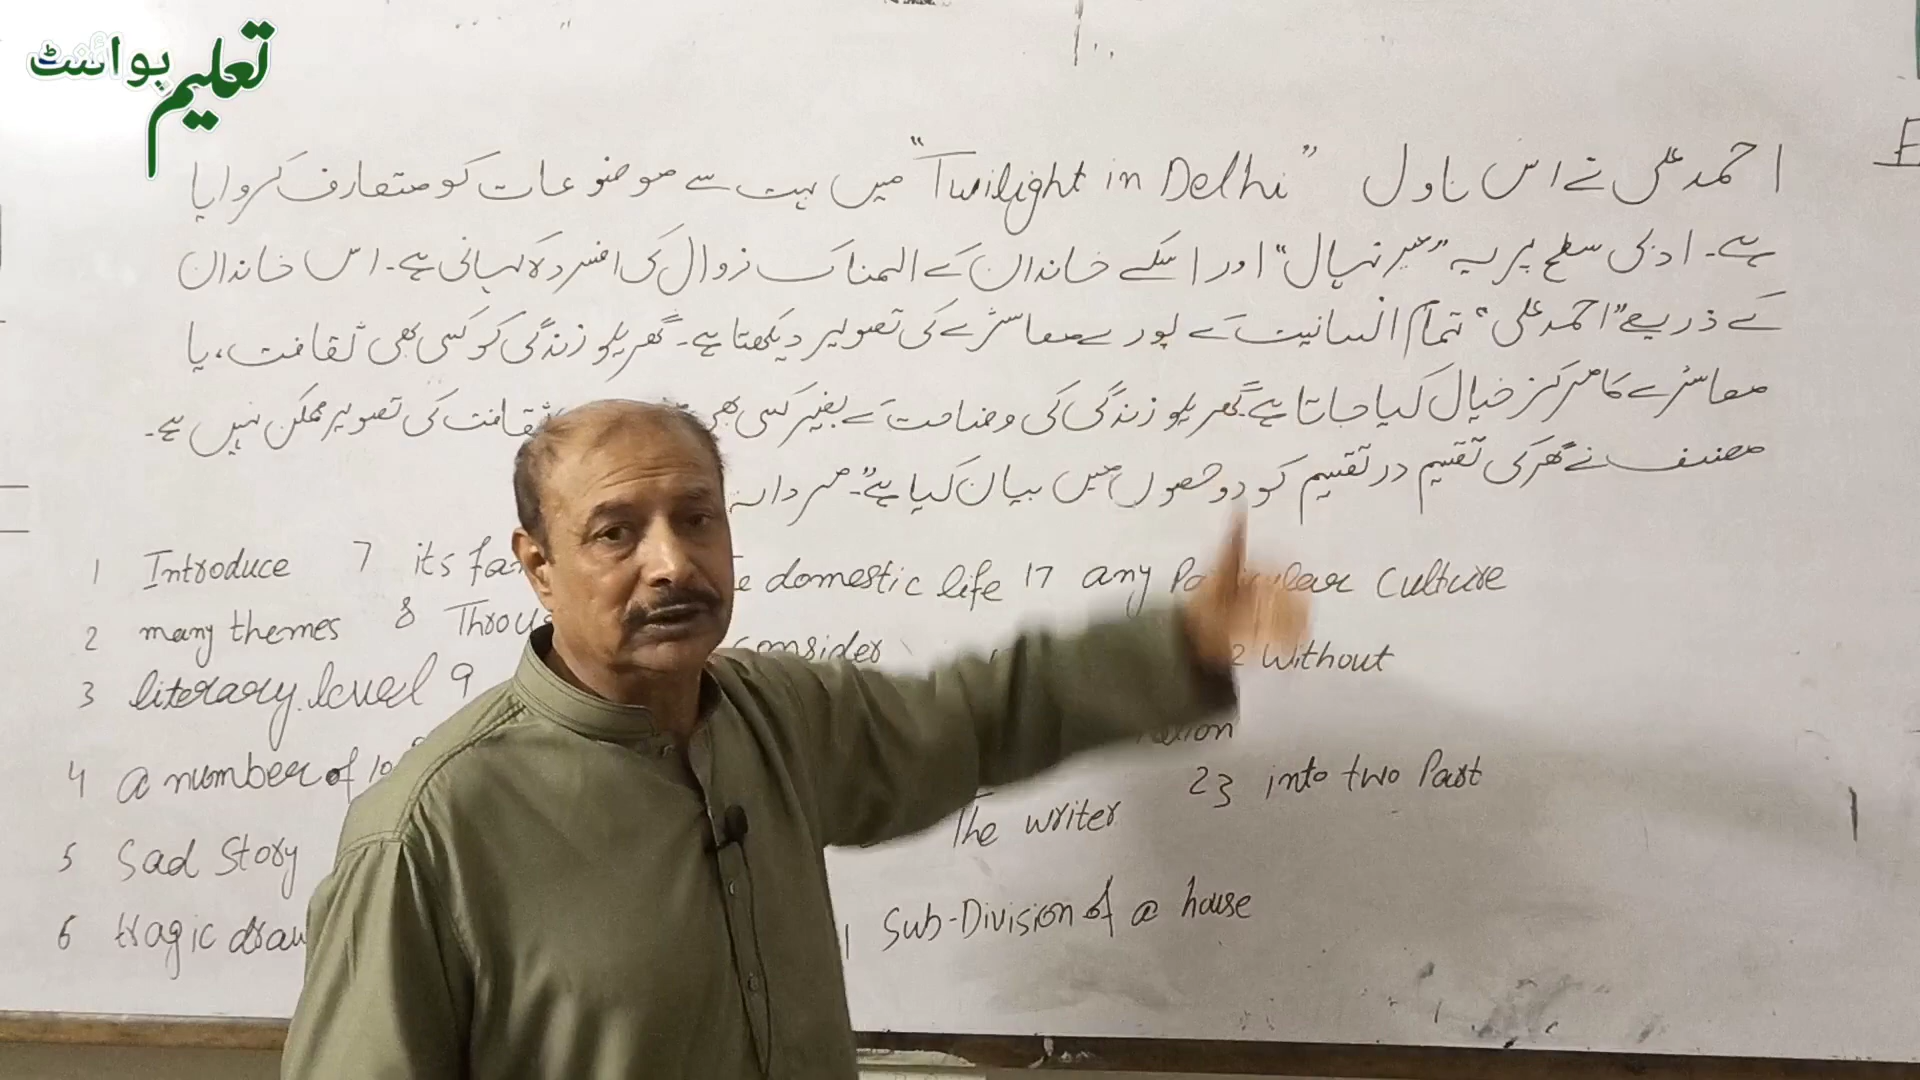 تعلیم پوائنٹ
احمد علی نے اس ناول "Twilight in Delhi" میں بہت سے موضوعات کو متعارف کروایا
ہے۔ ادبی سطح پر یہ "میر نہال" اور اسکے خاندان کے المناک زوال کی افسردہ کہانی ہے۔ اس خاندان
کے ذریعے "احمد علی" تمام انسانیت کے پورے معاشرے کی تصویر دیکھتا ہے۔ گھریلو زندگی کو کسی بھی ثقافت، یا
معاشرے کا مرکز خیال کیا جاتا ہے۔ گھریلو زندگی کی وضاحت کے بغیر کسی بھی ثقافت کی تصویر ممکن نہیں ہے۔
مصنف نے گھر کی تقسیم در تقسیم کو دو حصوں میں بیان کیا ہے"۔ مردانہ
1 Introduce 7 its domestic life 17 any Culture
2 many themes 8 consider Without
3 literary level 9
4 a number of 10
23 into two Part
The writer
5 Sad Story
6 tragic Sub-Division of a house